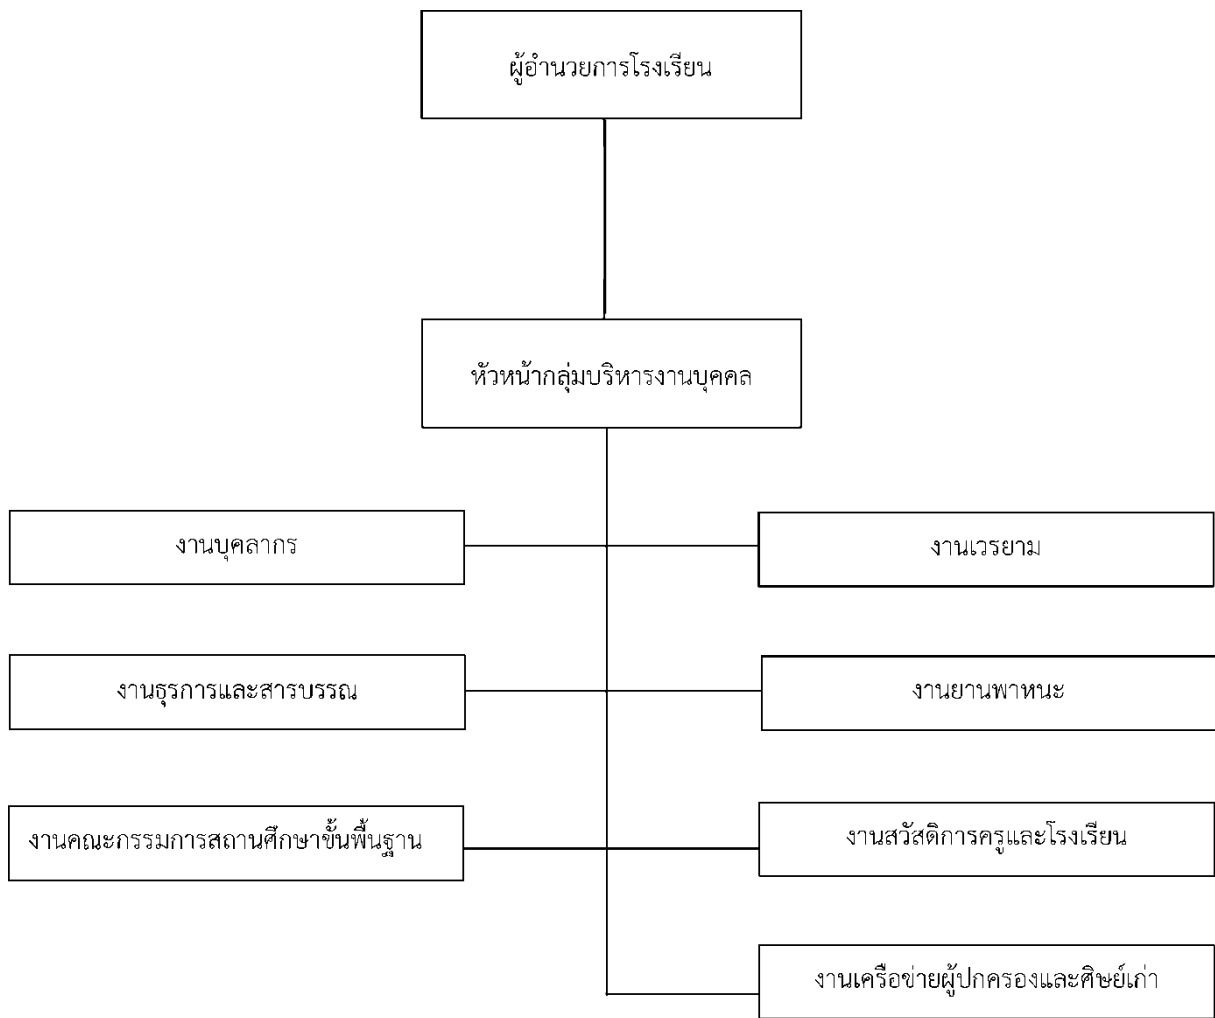 ผู้อำนวยการโรงเรียน
หัวหน้ากลุ่มบริหารงานบุคคล
งานบุคลากร
งานเวรยาม
งานธุรการและสารบรรณ
งานยานพาหนะ
งานคณะกรรมการสถานศึกษาขั้นพื้นฐาน
งานสวัสดิการครูและโรงเรียน
งานเครือข่ายผู้ปกครองและศิษย์เก่า